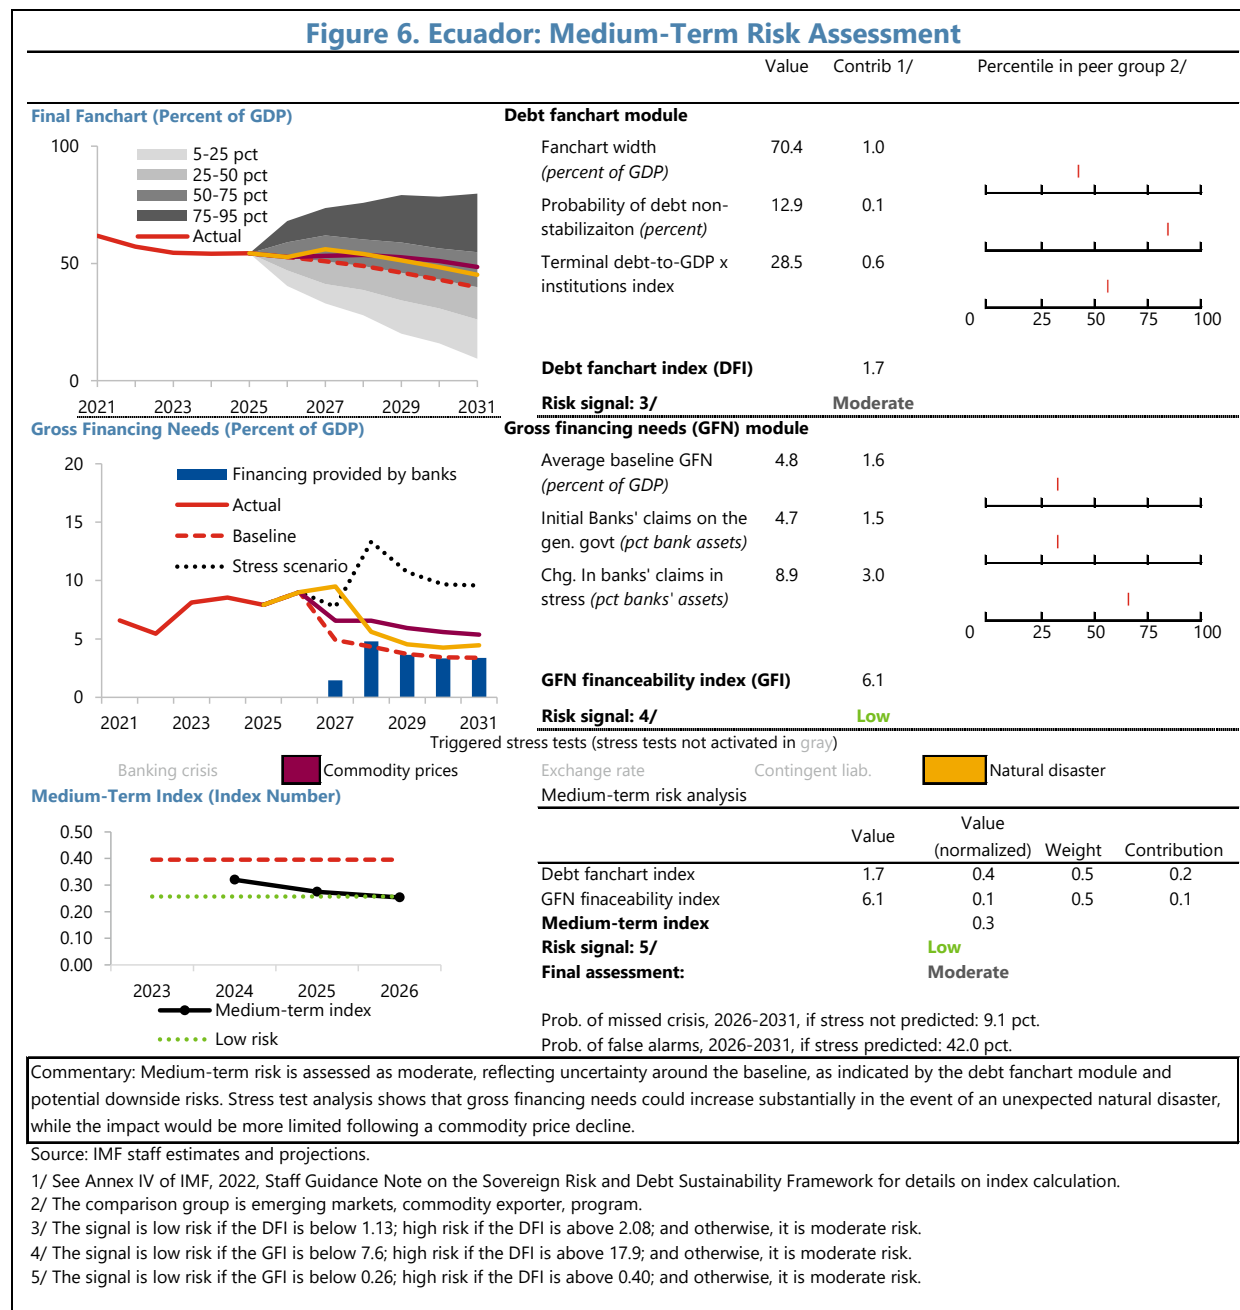 Figure 6. Ecuador: Medium-Term Risk Assessment
Value Contrib 1/ Percentile in peer group 2/
Final Fanchart (Percent of GDP)
100
50
0
5-25 pct
25-50 pct
50-75 pct
75-95 pct
Actual
2021 2023 2025 2027 2029 2031
Debt fanchart module
Fanchart width 70.4 1.0
(percent of GDP)
Probability of debt non- 12.9 0.1
stabilizaiton (percent)
Terminal debt-to-GDP x 28.5 0.6
institutions index
0 25 50 75 100
Debt fanchart index (DFI) 1.7
Risk signal: 3/ Moderate
Gross Financing Needs (Percent of GDP)
20
15
10
5
0
Financing provided by banks
Actual
Baseline
Stress scenario
2021 2023 2025 2027 2029 2031
Gross financing needs (GFN) module
Average baseline GFN 4.8 1.6
(percent of GDP)
Initial Banks' claims on the 4.7 1.5
gen. govt (pct bank assets)
Chg. In banks' claims in 8.9 3.0
stress (pct banks' assets)
0 25 50 75 100
GFN financeability index (GFI) 6.1
Risk signal: 4/ Low
Triggered stress tests (stress tests not activated in gray)
Banking crisis Commodity prices Exchange rate Contingent liab. Natural disaster
Medium-Term Index (Index Number)
0.50
0.40
0.30
0.20
0.10
0.00
2023 2024 2025 2026
Medium-term index
Low risk
Medium-term risk analysis
Value Value
(normalized) Weight Contribution
Debt fanchart index 1.7 0.4 0.5 0.2
GFN finaceability index 6.1 0.1 0.5 0.1
Medium-term index 0.3
Risk signal: 5/ Low
Final assessment: Moderate
Prob. of missed crisis, 2026-2031, if stress not predicted: 9.1 pct.
Prob. of false alarms, 2026-2031, if stress predicted: 42.0 pct.
Commentary: Medium-term risk is assessed as moderate, reflecting uncertainty around the baseline, as indicated by the debt fanchart module and
potential downside risks. Stress test analysis shows that gross financing needs could increase substantially in the event of an unexpected natural disaster,
while the impact would be more limited following a commodity price decline.
Source: IMF staff estimates and projections.
1/ See Annex IV of IMF, 2022, Staff Guidance Note on the Sovereign Risk and Debt Sustainability Framework for details on index calculation.
2/ The comparison group is emerging markets, commodity exporter, program.
3/ The signal is low risk if the DFI is below 1.13; high risk if the DFI is above 2.08; and otherwise, it is moderate risk.
4/ The signal is low risk if the GFI is below 7.6; high risk if the DFI is above 17.9; and otherwise, it is moderate risk.
5/ The signal is low risk if the GFI is below 0.26; high risk if the DFI is above 0.40; and otherwise, it is moderate risk.